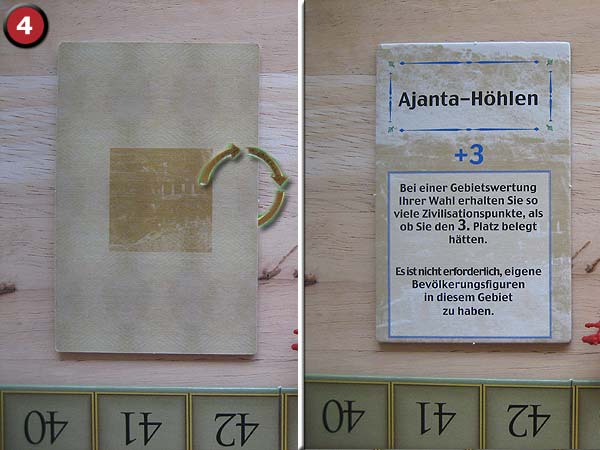 4
Ajanta-Höhlen
+3
Bei einer Gebietswertung
Ihrer Wahl erhalten Sie so
viele Zivilisationspunkte, als
ob Sie den 3. Platz belegt
hätten.
Es ist nicht erforderlich, eigene
Bevölkerungsfiguren
in diesem Gebiet
zu haben.
40 41 42
40 41 42